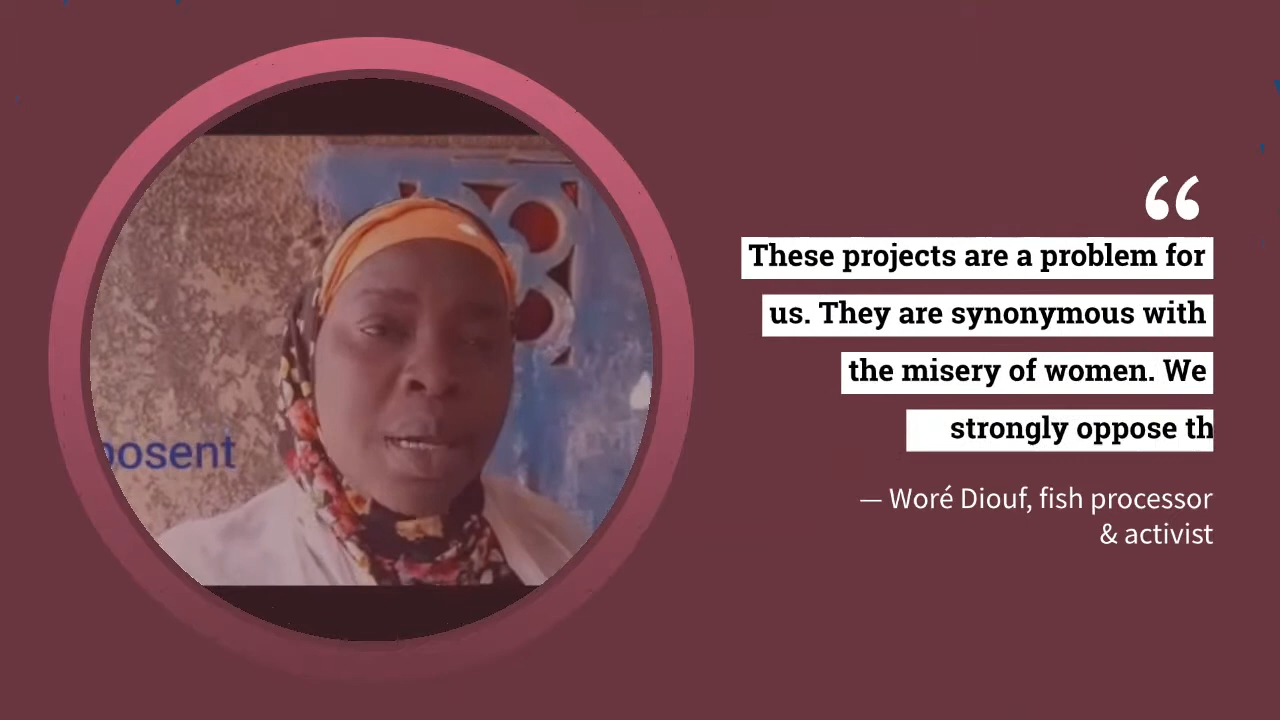 “
These projects are a problem for
us. They are synonymous with
the misery of women. We
strongly oppose th
— Woré Diouf, fish processor
& activist
posent